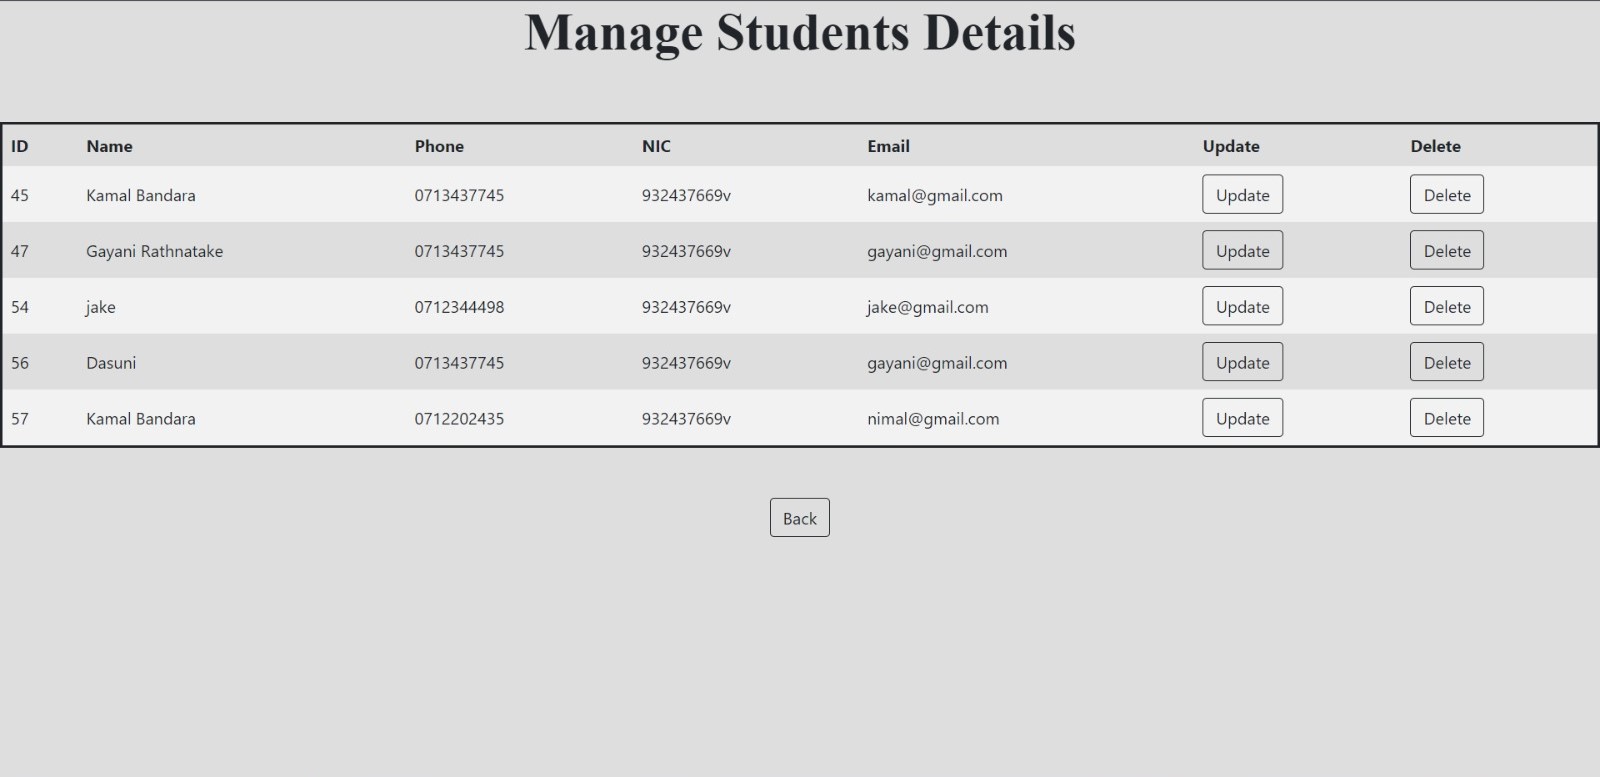 Manage Students Details
ID Name Phone NIC Email Update Delete
45 Kamal Bandara 0713437745 932437669v kamal@gmail.com Update Delete
47 Gayani Rathnatake 0713437745 932437669v gayani@gmail.com Update Delete
54 jake 0712344498 932437669v jake@gmail.com Update Delete
56 Dasuni 0713437745 932437669v gayani@gmail.com Update Delete
57 Kamal Bandara 0712202435 932437669v nimal@gmail.com Update Delete
Back